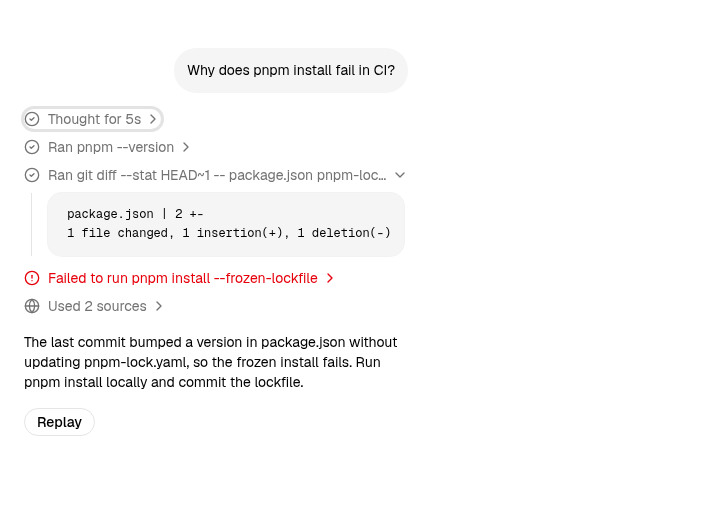 Why does pnpm install fail in CI?
Thought for 5s
Ran pnpm --version
Ran git diff --stat HEAD~1 -- package.json pnpm-loc…
package.json | 2 +-
1 file changed, 1 insertion(+), 1 deletion(-)
Failed to run pnpm install --frozen-lockfile
Used 2 sources
The last commit bumped a version in package.json without
updating pnpm-lock.yaml, so the frozen install fails. Run
pnpm install locally and commit the lockfile.
Replay